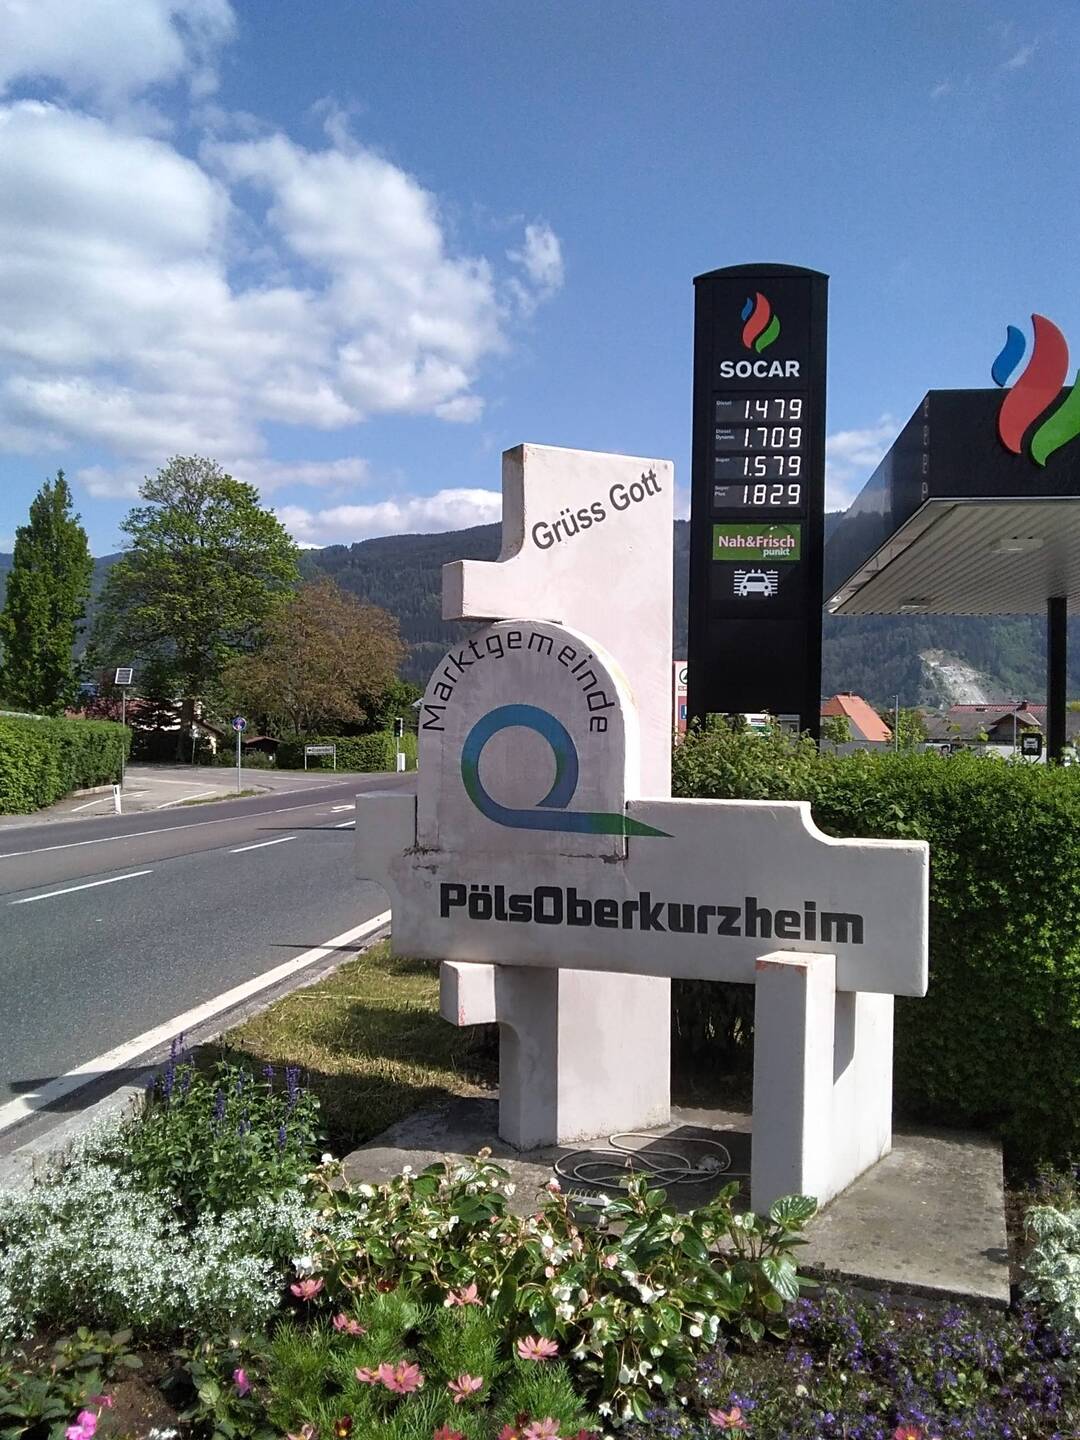 SOCAR
Diesel 1.479
Diesel Dynamic 1.709
Super 1.579
Super Plus 1.829
Nah&Frisch
punkt
Grüss Gott
Marktgemeinde
PölsOberkurzheim